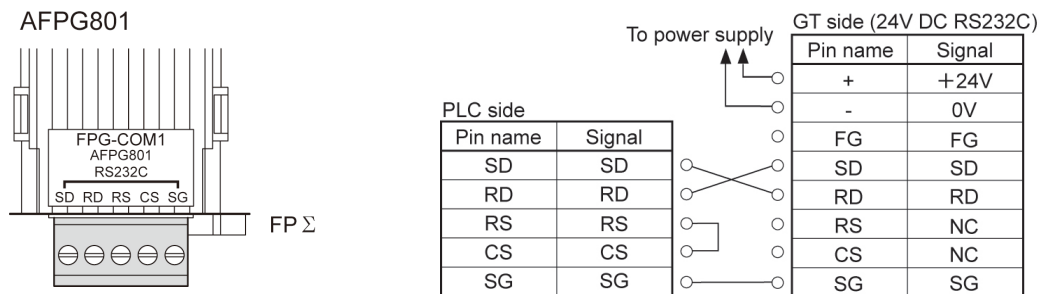 AFPG801
FPG-COM1
AFPG801
RS232C
SD RD RS CS SG
FP Σ
To power supply
PLC side
Pin name Signal
SD SD
RD RD
RS RS
CS CS
SG SG
GT side (24V DC RS232C)
Pin name Signal
+ +24V
- 0V
FG FG
SD SD
RD RD
RS NC
CS NC
SG SG